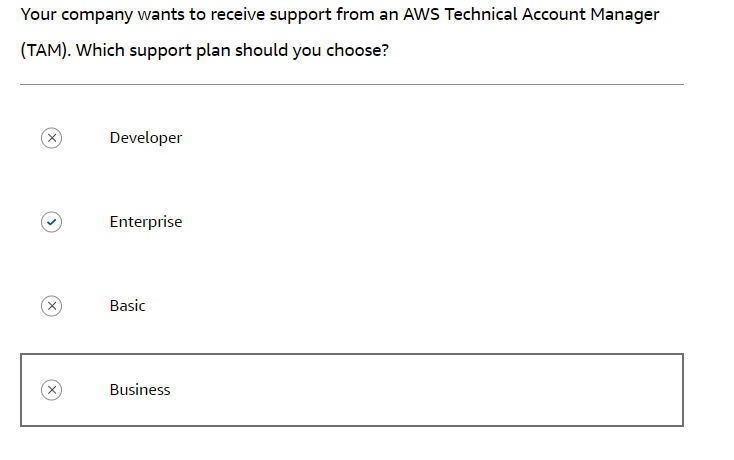 Your company wants to receive support from an AWS Technical Account Manager
(TAM). Which support plan should you choose?
Developer
Enterprise
Basic
Business